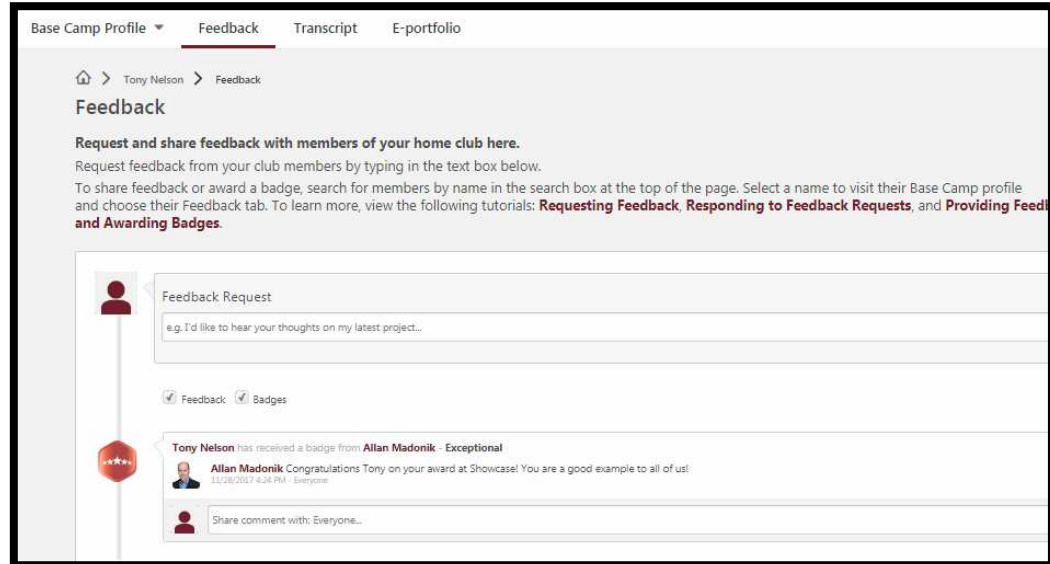 Base Camp Profile Feedback Transcript E-portfolio
Tony Nelson Feedback
Feedback
Request and share feedback with members of your home club here.
Request feedback from your club members by typing in the text box below.
To share feedback or award a badge, search for members by name in the search box at the top of the page. Select a name to visit their Base Camp profile
and choose their Feedback tab. To learn more, view the following tutorials: Requesting Feedback, Responding to Feedback Requests, and Providing Feedb
and Awarding Badges.
Feedback Request
e.g. I'd like to hear your thoughts on my latest project...
Feedback Badges
Tony Nelson has received a badge from Allan Madonik - Exceptional
Allan Madonik Congratulations Tony on your award at Showcase! You are a good example to all of us!
11/28/2017 4:24 PM - Everyone
Share comment with: Everyone...